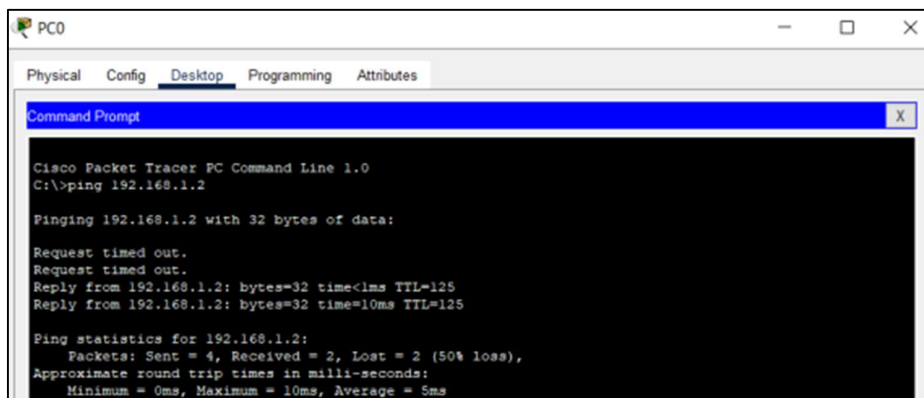 PC0
Physical Config Desktop Programming Attributes
Command Prompt
X
Cisco Packet Tracer PC Command Line 1.0
C:\>ping 192.168.1.2
Pinging 192.168.1.2 with 32 bytes of data:
Request timed out.
Request timed out.
Reply from 192.168.1.2: bytes=32 time<1ms TTL=125
Reply from 192.168.1.2: bytes=32 time=10ms TTL=125
Ping statistics for 192.168.1.2:
Packets: Sent = 4, Received = 2, Lost = 2 (50% loss),
Approximate round trip times in milli-seconds:
Minimum = 0ms, Maximum = 10ms, Average = 5ms